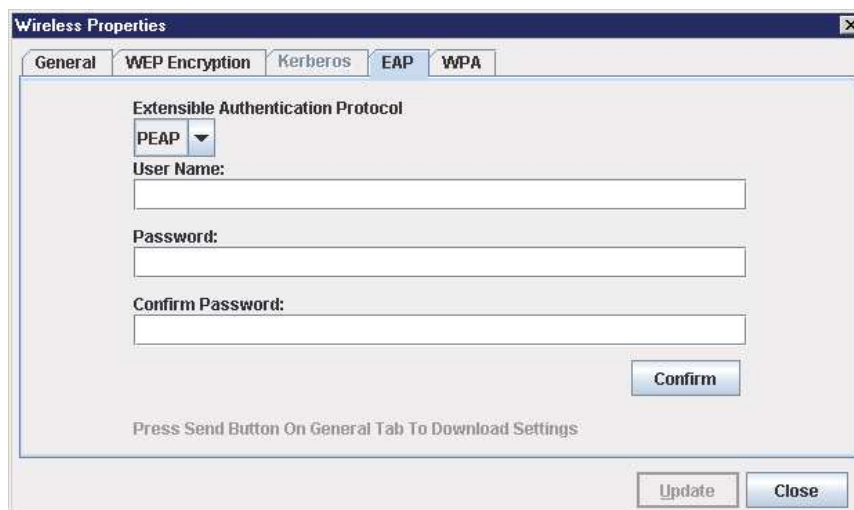 Wireless Properties
General WEP Encryption Kerberos EAP WPA
Extensible Authentication Protocol
PEAP
User Name:
Password:
Confirm Password:
Confirm
Press Send Button On General Tab To Download Settings
Update Close